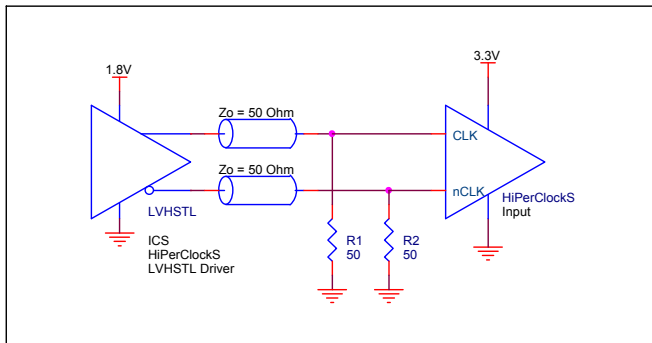 1.8V
3.3V
Zo = 50 Ohm
CLK
Zo = 50 Ohm
nCLK
HiPerClockS
Input
LVHSTL
ICS
HiPerClockS
LVHSTL Driver
R1
50
R2
50